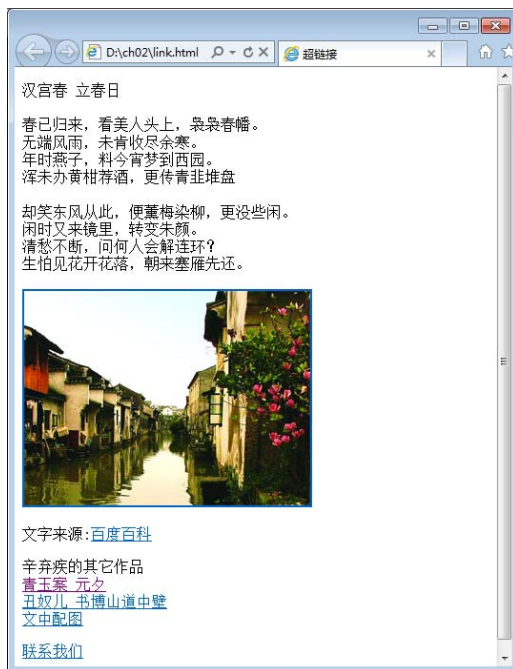 D:\ch02\link.html
超链接
汉宫春 立春日
春已归来，看美人头上，袅袅春幡。
无端风雨，未肯收尽余寒。
年时燕子，料今宵梦到西园。
浑未办黄柑荐酒，更传青韭堆盘
却笑东风从此，便薰梅染柳，更没些闲。
闲时又来镜里，转变朱颜。
清愁不断，问何人会解连环？
生怕见花开花落，朝来塞雁先还。
文字来源:百度百科
辛弃疾的其它作品
青玉案 元夕
丑奴儿 书博山道中壁
文中配图
联系我们